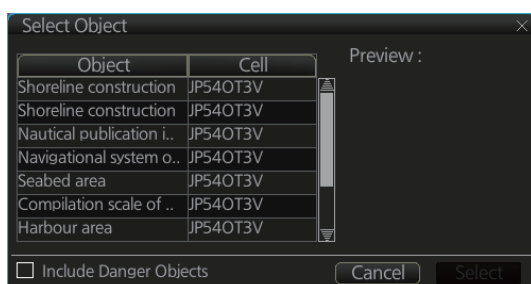 Select Object
Object Cell Preview :
Shoreline construction JP54OT3V
Shoreline construction JP54OT3V
Nautical publication i.. JP54OT3V
Navigational system o.. JP54OT3V
Seabed area JP54OT3V
Compilation scale of .. JP54OT3V
Harbour area JP54OT3V
Include Danger Objects Cancel Select